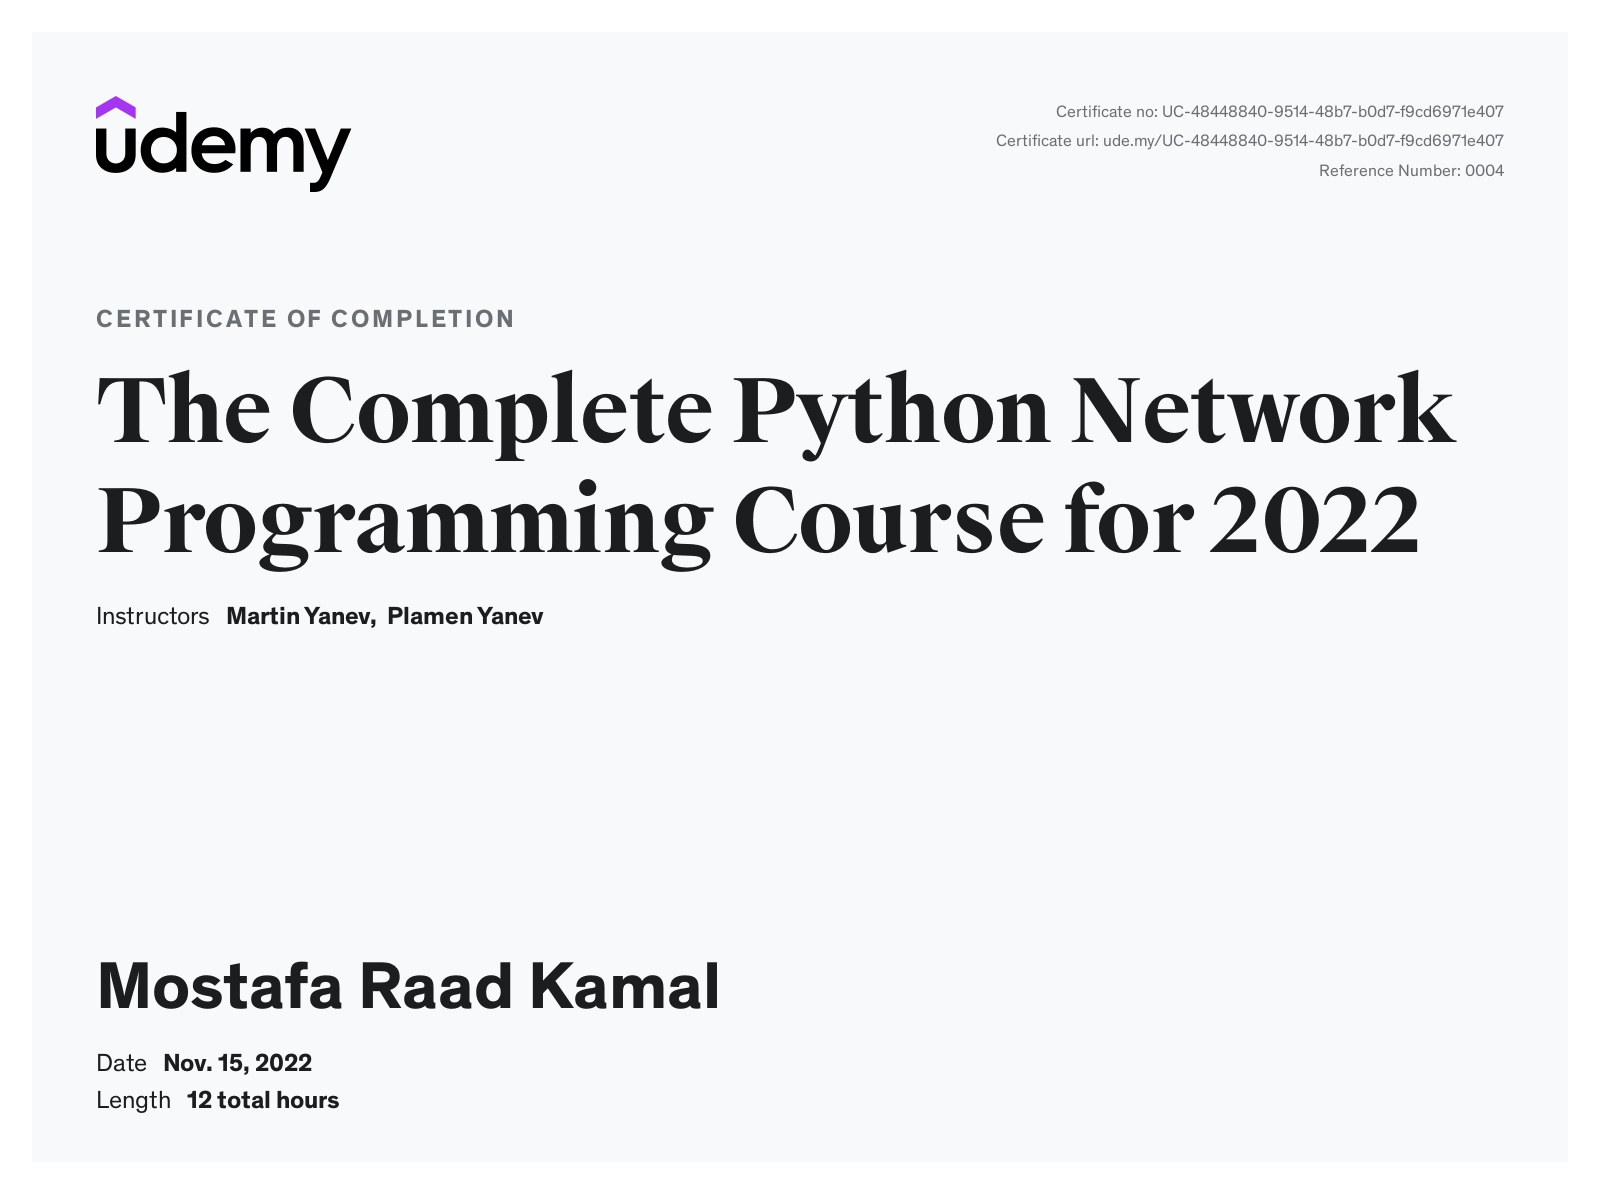 udemy
Certificate no: UC-48448840-9514-48b7-b0d7-f9cd6971e407
Certificate url: ude.my/UC-48448840-9514-48b7-b0d7-f9cd6971e407
Reference Number: 0004
CERTIFICATE OF COMPLETION
The Complete Python Network
Programming Course for 2022
Instructors Martin Yanev, Plamen Yanev
Mostafa Raad Kamal
Date Nov. 15, 2022
Length 12 total hours